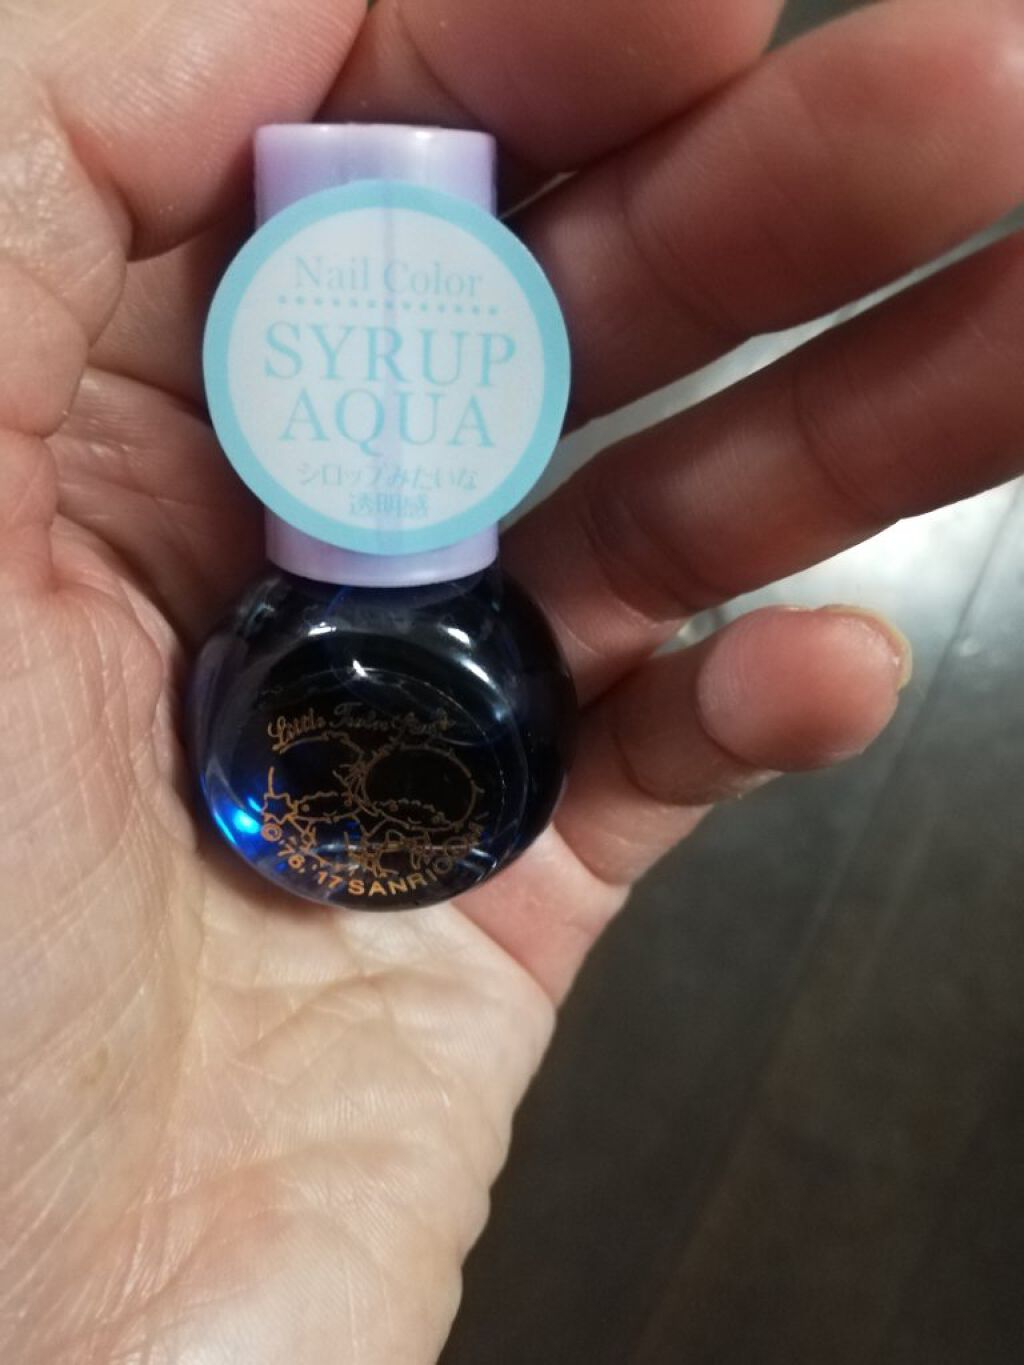 Nail Color
SYRUP
AQUA
シロップみたいな
透明感
Little Twin Stars
© '76, '17 SANRIO